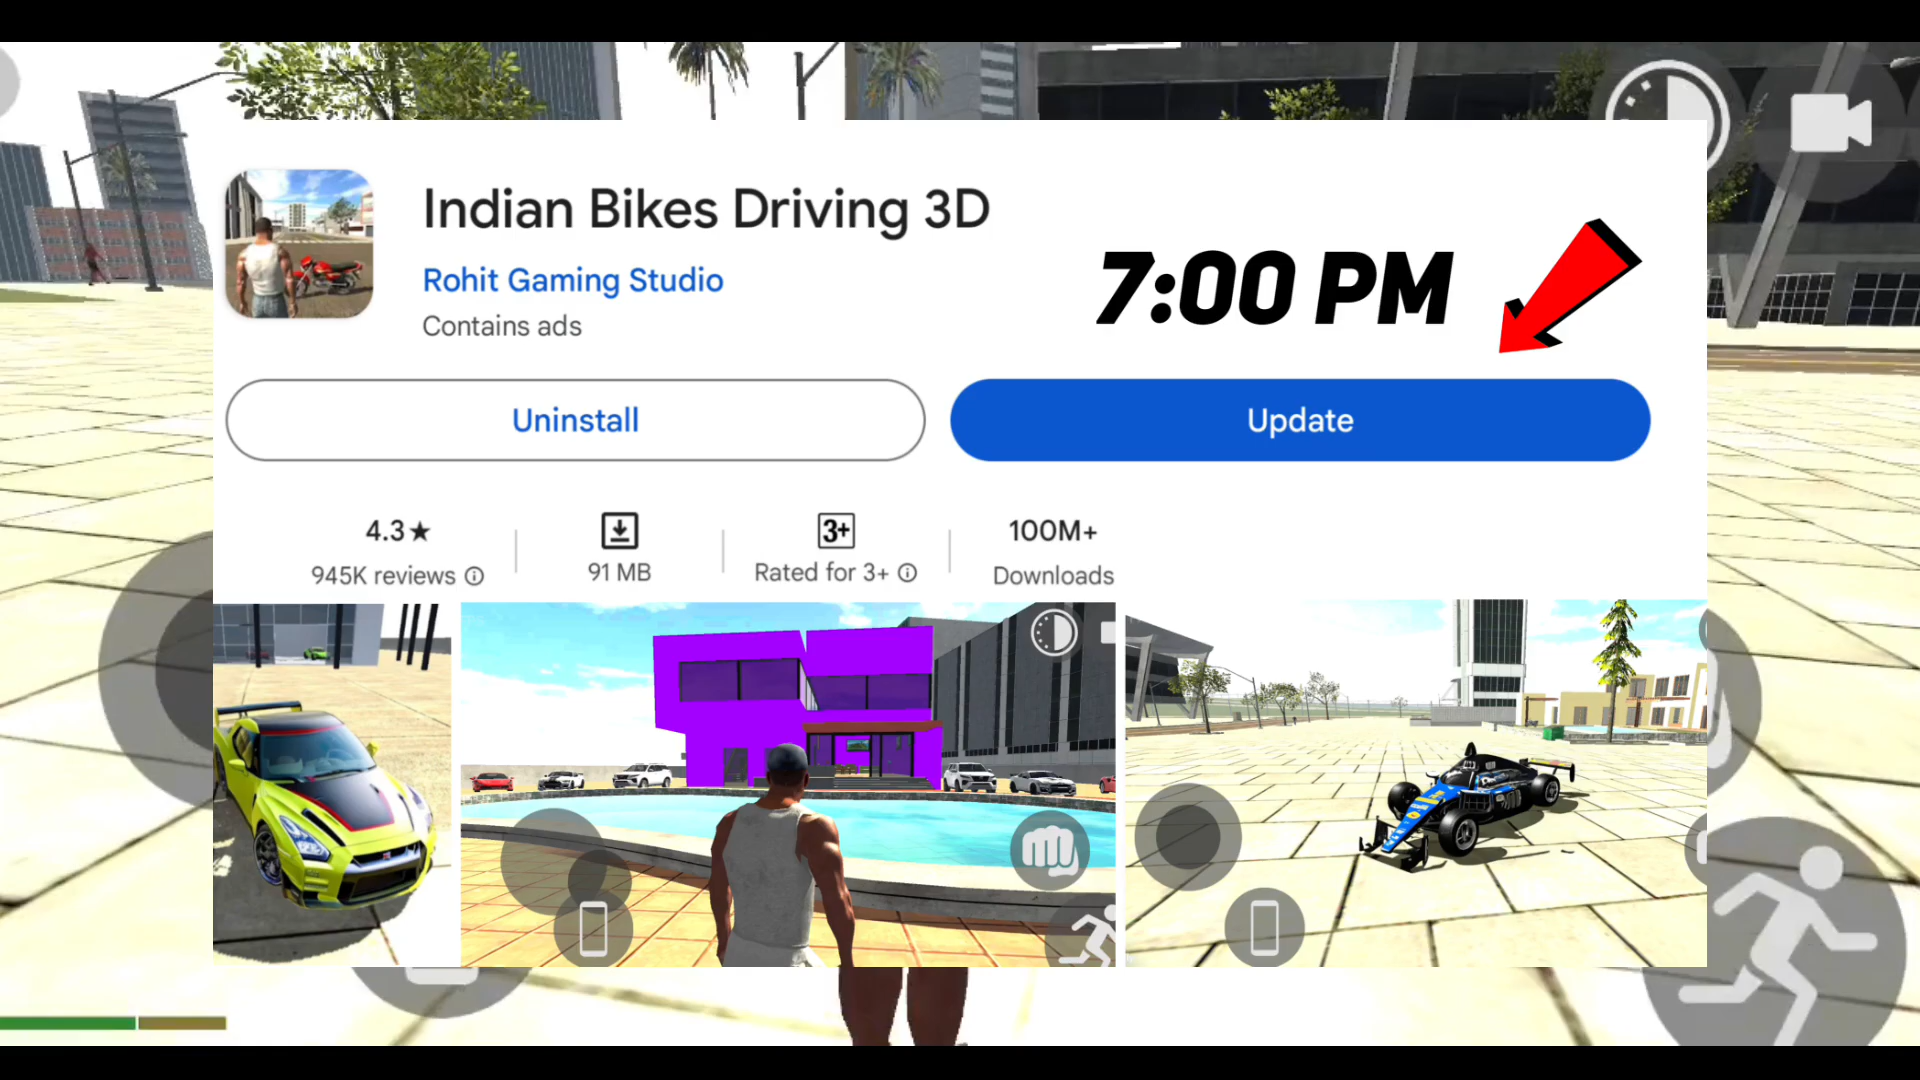 Indian Bikes Driving 3D
Rohit Gaming Studio
Contains ads
7:00 PM
Uninstall
Update
4.3★
945K reviews
91 MB
3+
Rated for 3+
100M+
Downloads